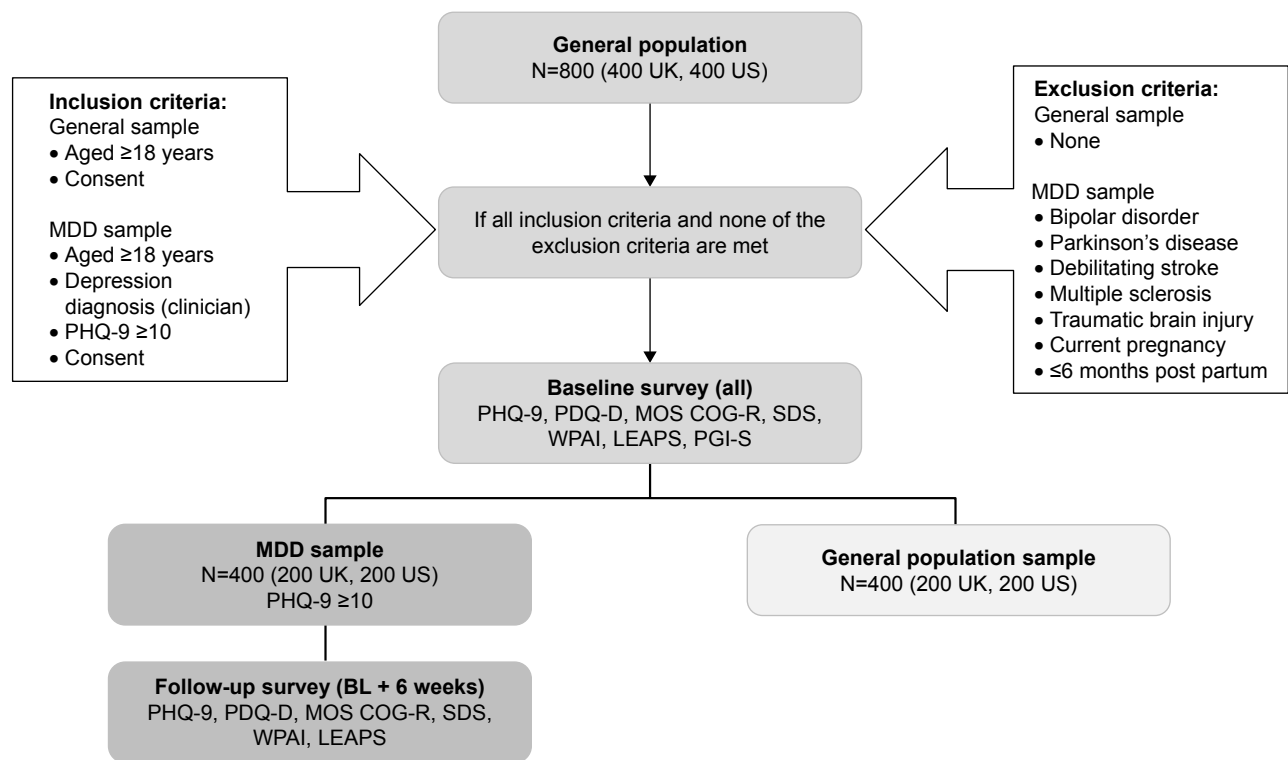 General population
N=800 (400 UK, 400 US)
Inclusion criteria:
General sample
• Aged ≥18 years
• Consent
MDD sample
• Aged ≥18 years
• Depression
diagnosis (clinician)
• PHQ-9 ≥10
• Consent
If all inclusion criteria and none of the
exclusion criteria are met
Exclusion criteria:
General sample
• None
MDD sample
• Bipolar disorder
• Parkinson's disease
• Debilitating stroke
• Multiple sclerosis
• Traumatic brain injury
• Current pregnancy
• ≤6 months post partum
Baseline survey (all)
PHQ-9, PDQ-D, MOS COG-R, SDS,
WPAI, LEAPS, PGI-S
MDD sample
N=400 (200 UK, 200 US)
PHQ-9 ≥10
General population sample
N=400 (200 UK, 200 US)
Follow-up survey (BL + 6 weeks)
PHQ-9, PDQ-D, MOS COG-R, SDS,
WPAI, LEAPS